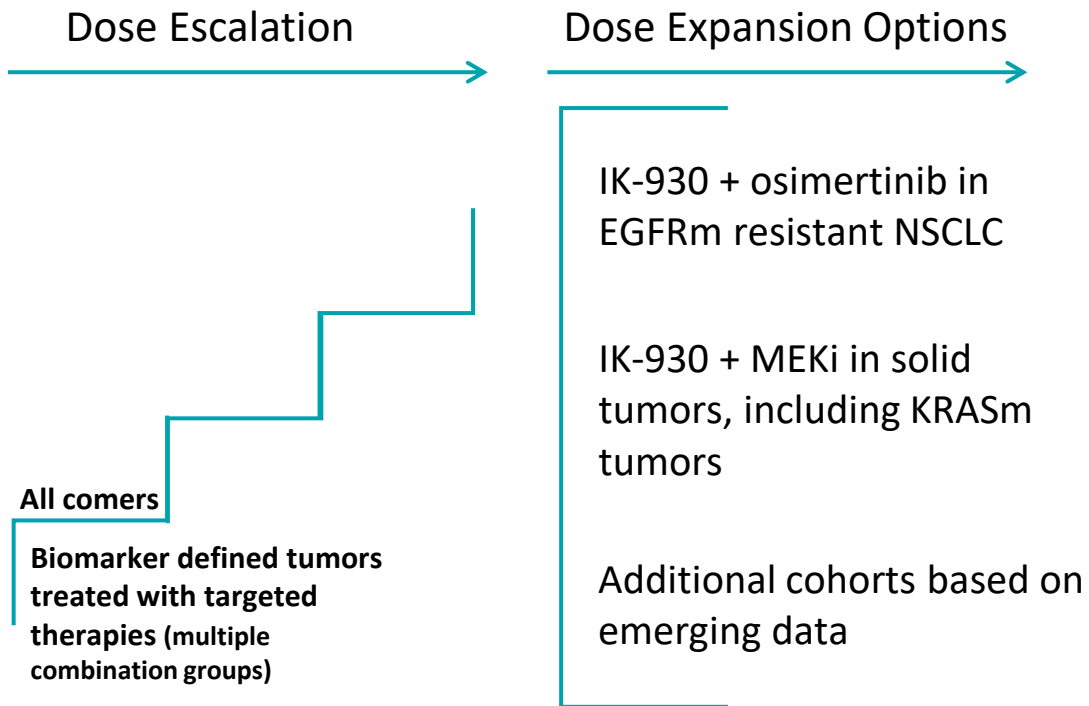 Dose Escalation
All comers
Biomarker defined tumors
treated with targeted
therapies (multiple
combination groups)
Dose Expansion Options
IK-930 + osimertinib in
EGFRm resistant NSCLC
IK-930 + MEKi in solid
tumors, including KRASm
tumors
Additional cohorts based on
emerging data